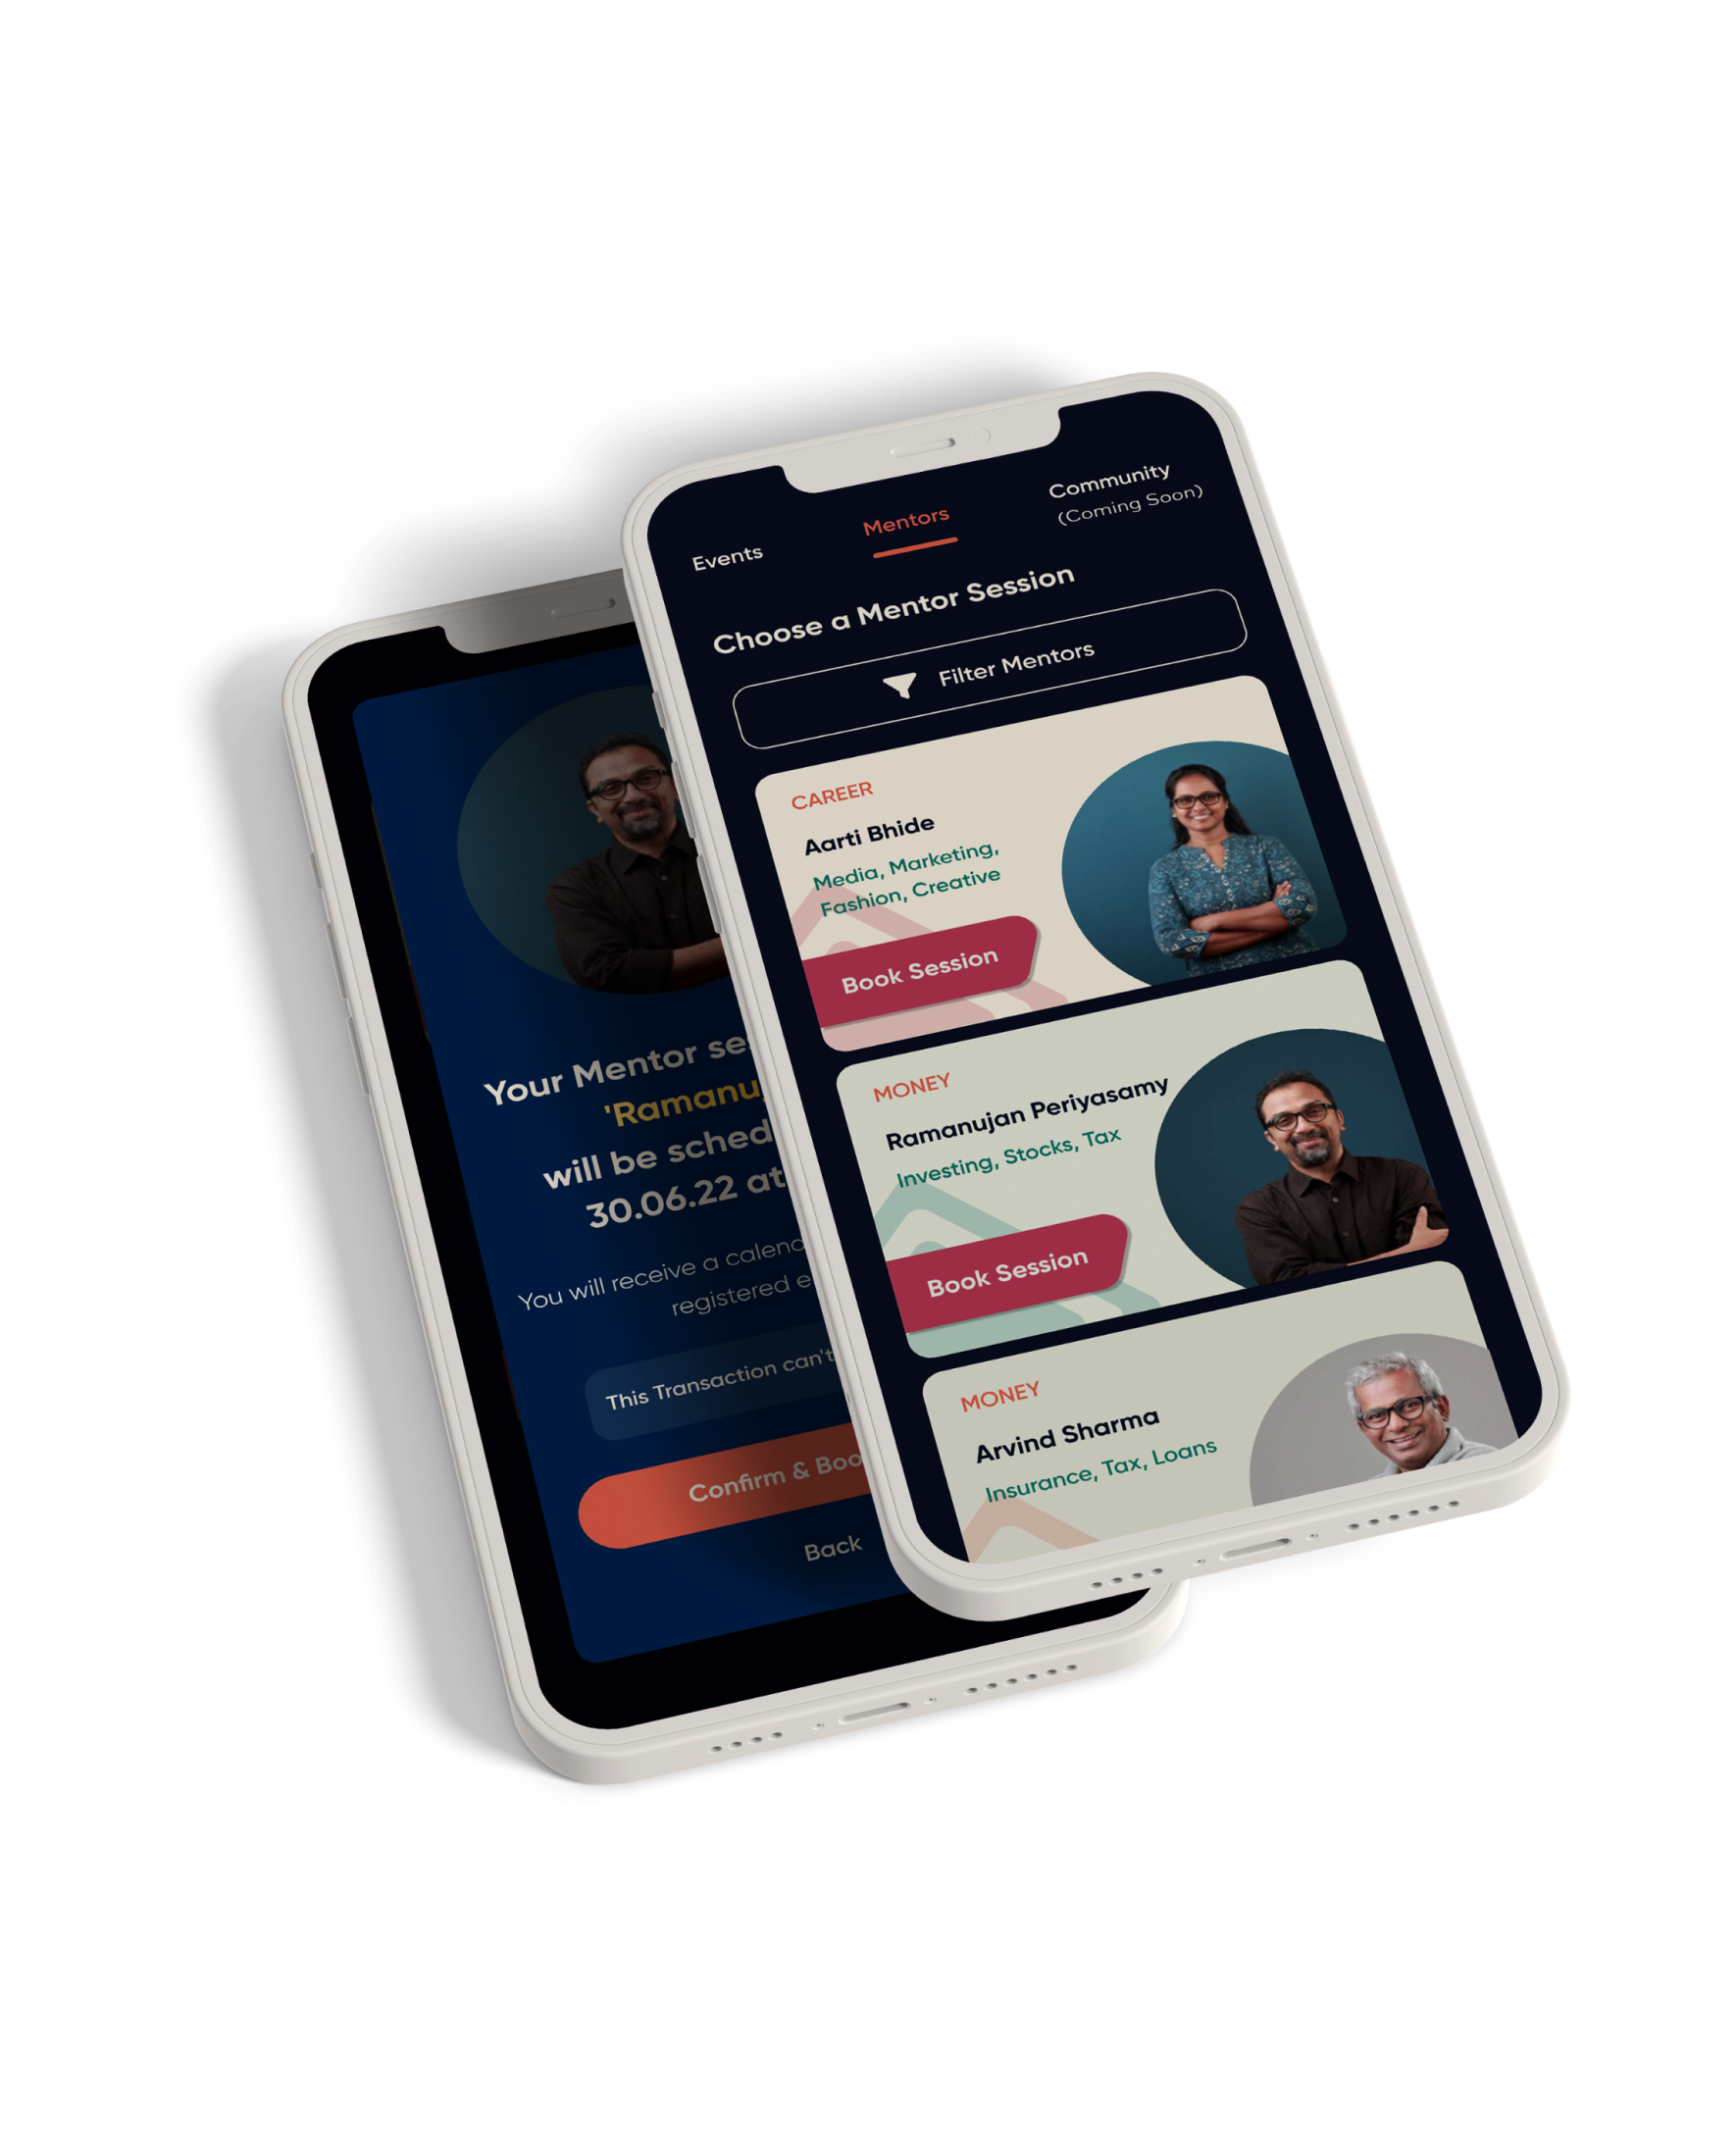 Events
Mentors
Community
(Coming Soon)
Choose a Mentor Session
Filter Mentors
CAREER
Aarti Bhide
Media, Marketing,
Fashion, Creative
Book Session
MONEY
Ramanujan Periyasamy
Investing, Stocks, Tax
Book Session
MONEY
Arvind Sharma
Insurance, Tax, Loans
Your Mentor
'Ramanu
will be sched
30.06.22 at
You will receive a calend
registered
This Transaction can't
Confirm & Boo
Back